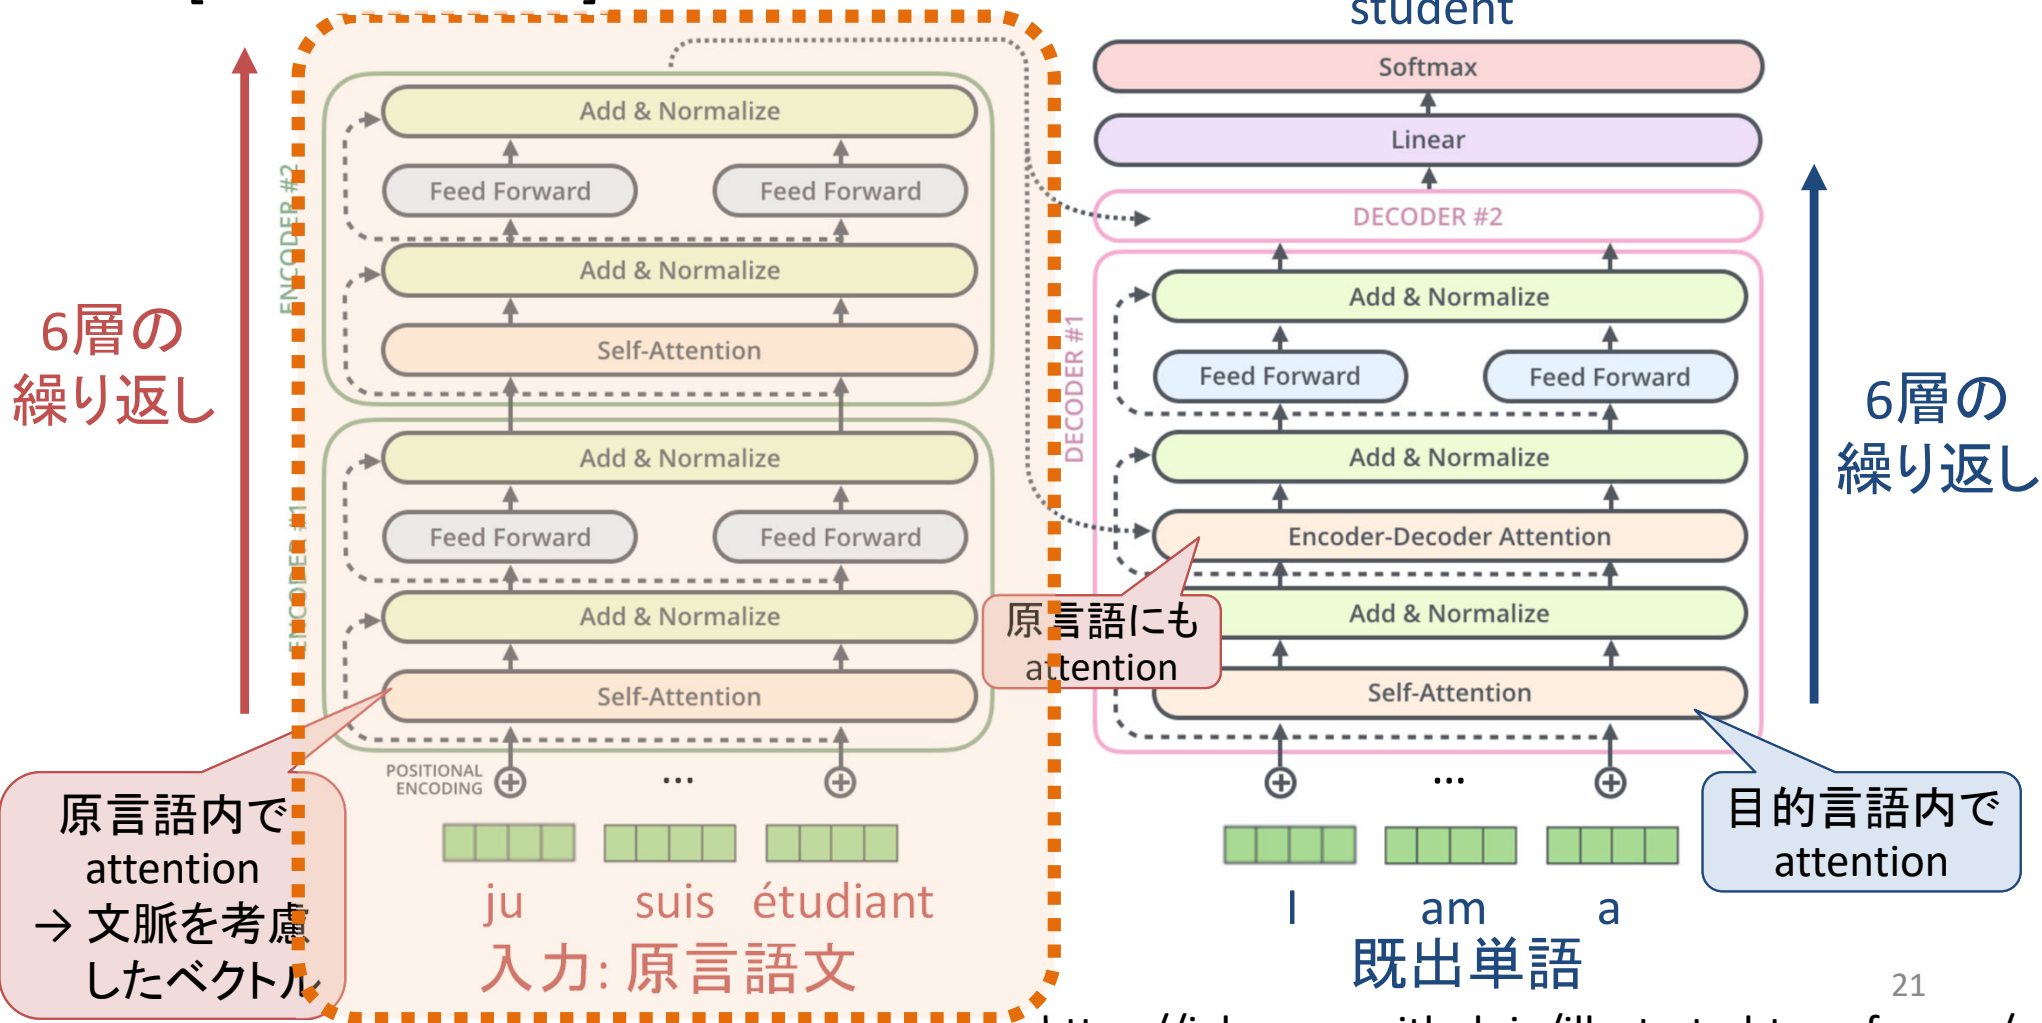 student
Softmax
Linear
DECODER #2
DECODER #1
Add & Normalize
Feed Forward Feed Forward
Add & Normalize
Encoder-Decoder Attention
Add & Normalize
Self-Attention
ENCODER #2
Add & Normalize
Feed Forward Feed Forward
Add & Normalize
Self-Attention
ENCODER #1
Add & Normalize
Feed Forward Feed Forward
Add & Normalize
Self-Attention
6層の
繰り返し
6層の
繰り返し
原言語にも
attention
POSITIONAL
ENCODING
...
...
原言語内で
attention
→ 文脈を考慮
したベクトル
目的言語内で
attention
ju suis étudiant
入力: 原言語文
I am a
既出単語
21